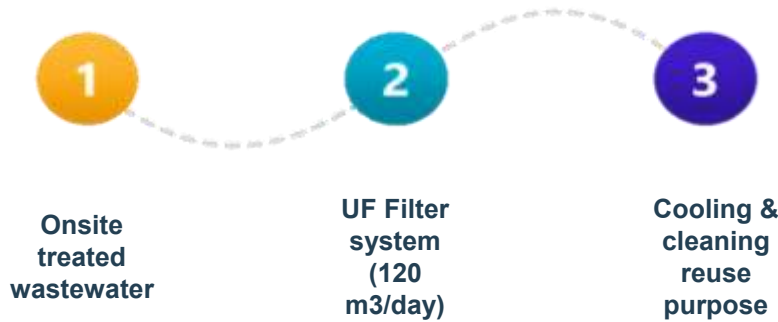 1
2
3
Onsite
treated
wastewater
UF Filter
system
(120
m3/day)
Cooling &
cleaning
reuse
purpose